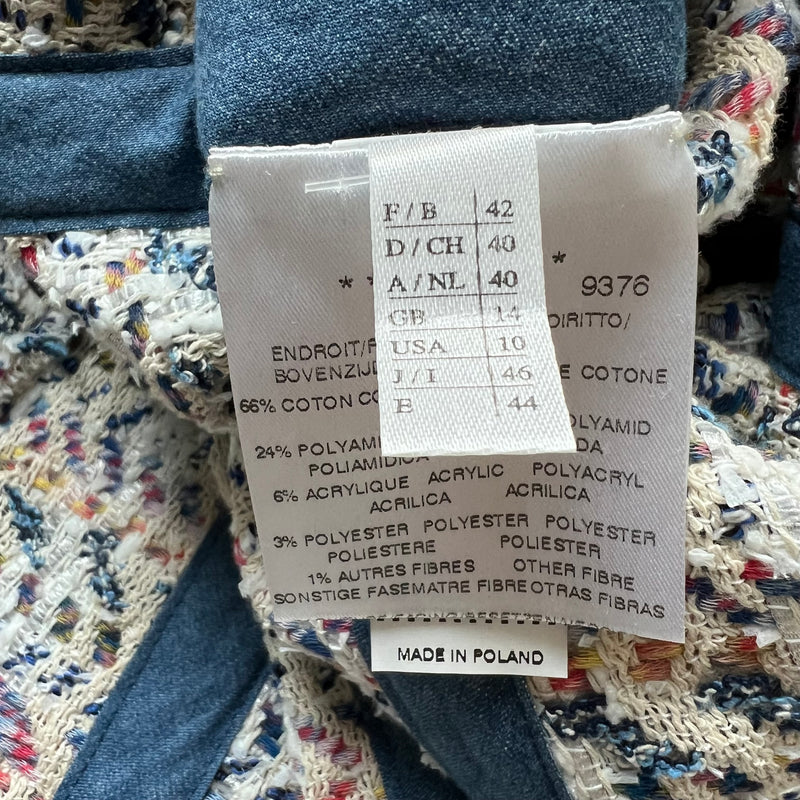 F / B 42
D / CH 40
A / NL 40
GB 14
USA 10
J / I 46
E 44
* * *
9376
DIRITTO/
ENDROIT/
BOVENZIJD E COTONE
66% COTON CO
24% POLYAMI OLYAMID
POLIAMIDICA DA
6% ACRYLIQUE ACRYLIC POLYACRYL
ACRILICA ACRILICA
3% POLYESTER POLYESTER POLYESTER
POLIESTERE POLIESTER
1% AUTRES FIBRES OTHER FIBRE
SONSTIGE FASEMATRE FIBREOTRAS FIBRAS
MADE IN POLAND